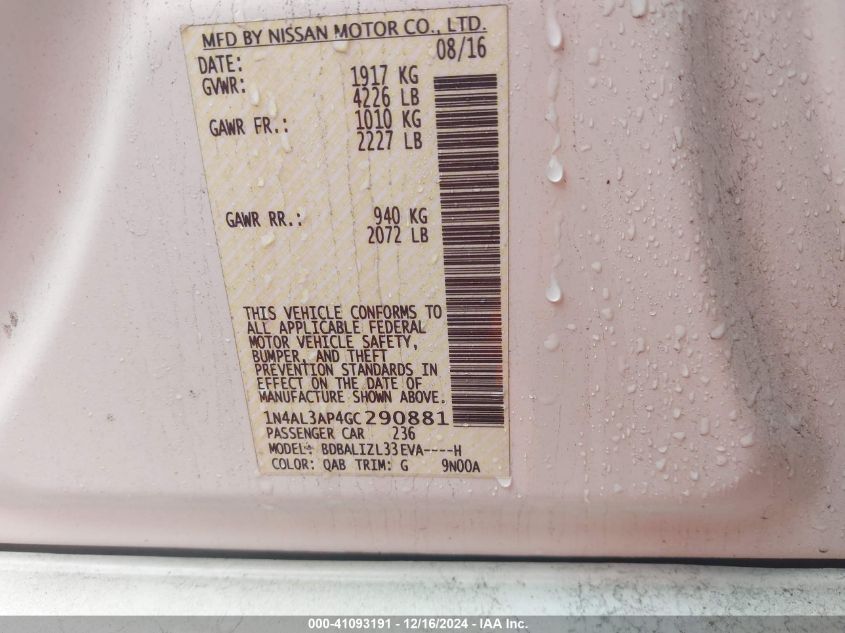 MFD BY NISSAN MOTOR CO., LTD.
DATE: 08/16
GVWR: 1917 KG
4226 LB
GAWR FR.: 1010 KG
2227 LB
GAWR RR.: 940 KG
2072 LB
THIS VEHICLE CONFORMS TO
ALL APPLICABLE FEDERAL
MOTOR VEHICLE SAFETY,
BUMPER, AND THEFT
PREVENTION STANDARDS IN
EFFECT ON THE DATE OF
MANUFACTURE SHOWN ABOVE.
1N4AL3AP4GC290881
PASSENGER CAR 236
MODEL: BDBALIZL33EVA----H
COLOR: QAB TRIM: G 9N00A
000-41093191 - 12/16/2024 - IAA Inc.